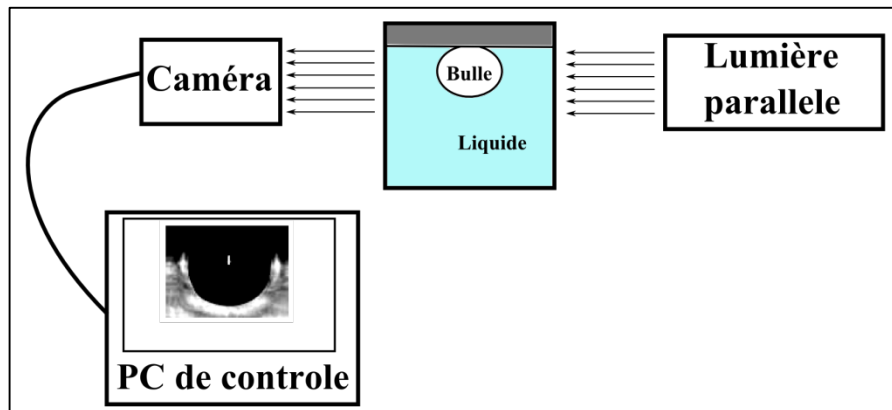 Caméra
Bulle
Liquide
Lumière
parallele
PC de controle